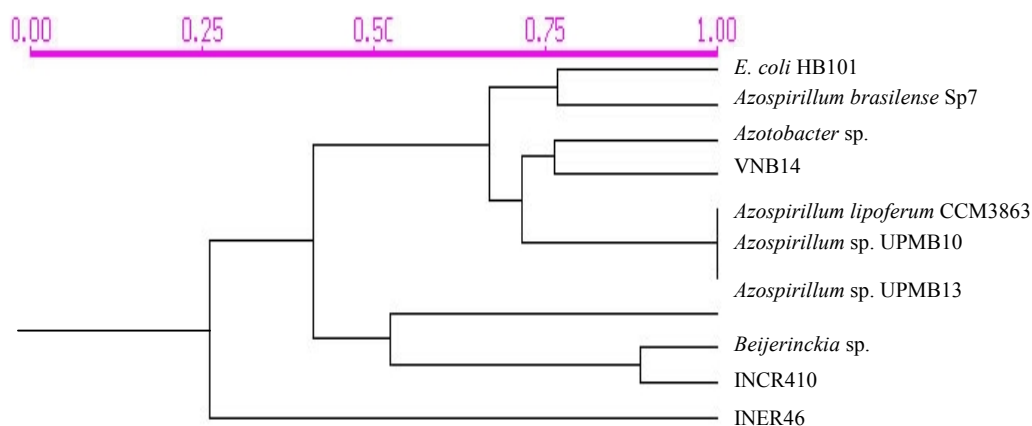 0.00 0.25 0.50 0.75 1.00
E. coli HB101
Azospirillum brasilense Sp7
Azotobacter sp.
VNB14
Azospirillum lipoferum CCM3863
Azospirillum sp. UPMB10
Azospirillum sp. UPMB13
Beijerinckia sp.
INCR410
INER46